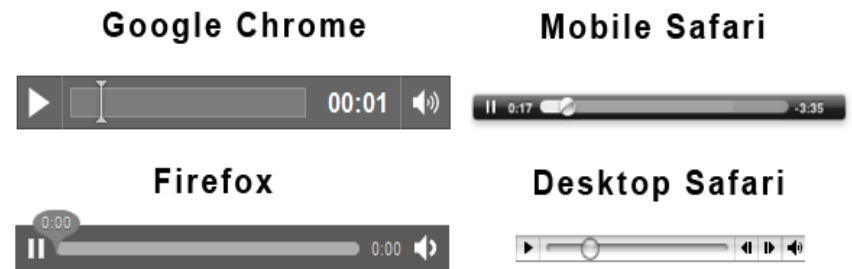 Google Chrome
Mobile Safari
00:01
0:17
-3:35
Firefox
Desktop Safari
0:00
0:00